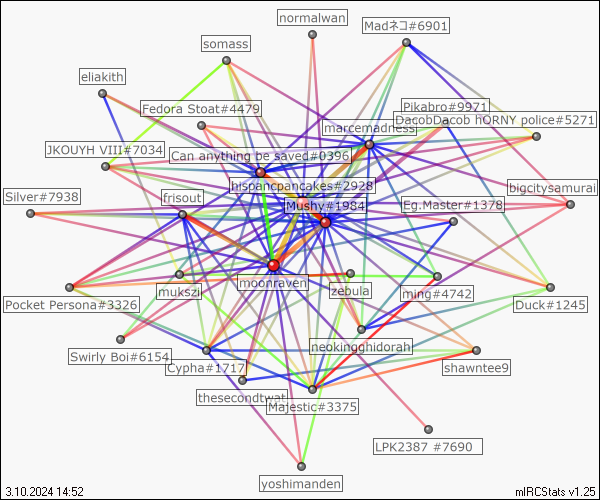 normalwan
Madネコ#6901
somass
eliakith
Pikabro#9971
Fedora Stoat#4479
DacobDacob hQRNY police#5271
marcemadness
JKOUYH VIII#7034
Can anything be saved#0396
hispancpancakes#2928
bigcitysamurai
Silver#7938
frisout
Mushy#1984
Eg.Master#1378
moonraven
mukszi
zebula
ming#4742
Pocket Persona#3326
Duck#1245
neokingghidorah
Swirly Boi#6154
Cypha#1717
shawntee9
thesecondtwat
Majestic#3375
LPK2387 #7690
yoshimanden
3.10.2024 14:52
mIRCStats v1.25